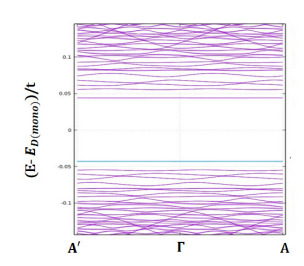 (E- E_D(mono))/t
0.1
0.05
0
-0.05
-0.1
A′ Γ A